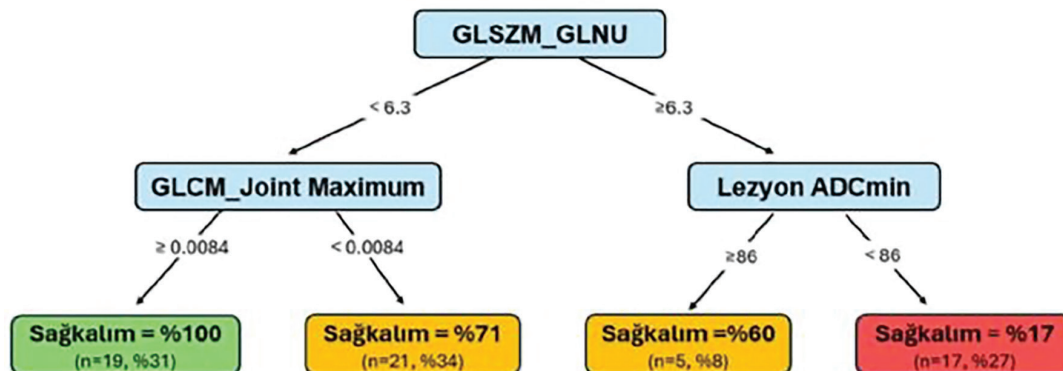 GLSZM_GLNU
< 6.3
≥6.3
GLCM_Joint Maximum
Lezyon ADCmin
≥ 0.0084
< 0.0084
≥86
< 86
Sağkalım = %100
(n=19, %31)
Sağkalım = %71
(n=21, %34)
Sağkalım =%60
(n=5, %8)
Sağkalım = %17
(n=17, %27)